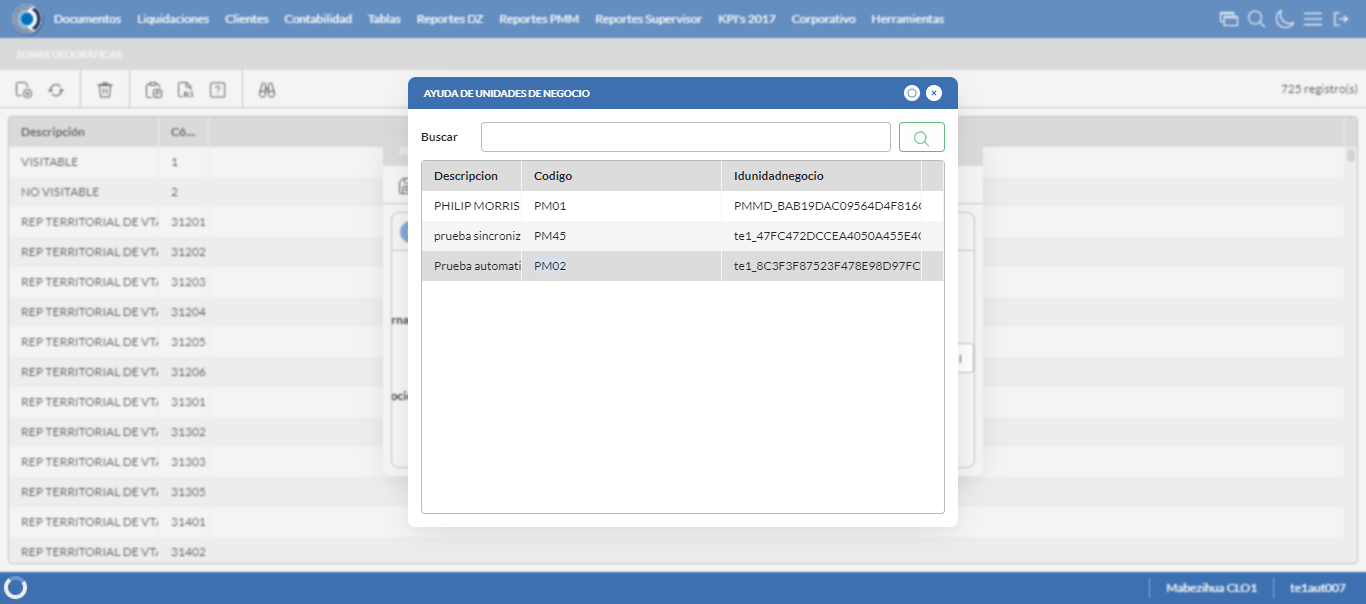 Documentos Liquidaciones Clientes Contabilidad Tablas Reportes DZ Reportes PMM Reportes Supervisor KPI's 2017 Corporativo Herramientas
ZONAS GEOGRÁFICAS
725 registro(s)
AYUDA DE UNIDADES DE NEGOCIO
Buscar
Descripcion Codigo Idunidadnegocio
PHILIP MORRIS PM01 PMMD_BAB19DAC09564D4F816
prueba sincroniz PM45 te1_47FC472DCCEA4050A455E4
Prueba automati PM02 te1_8C3F3F87523F478E98D97FC
Descripción Có...
VISITABLE 1
NO VISITABLE 2
REP TERRITORIAL DE VT 31201
REP TERRITORIAL DE VT 31202
REP TERRITORIAL DE VT 31203
REP TERRITORIAL DE VT 31204
REP TERRITORIAL DE VT 31205
REP TERRITORIAL DE VT 31206
REP TERRITORIAL DE VT 31301
REP TERRITORIAL DE VT 31302
REP TERRITORIAL DE VT 31303
REP TERRITORIAL DE VT 31305
REP TERRITORIAL DE VT 31401
REP TERRITORIAL DE VT 31402
Mabezihua CLO1 te1aut007